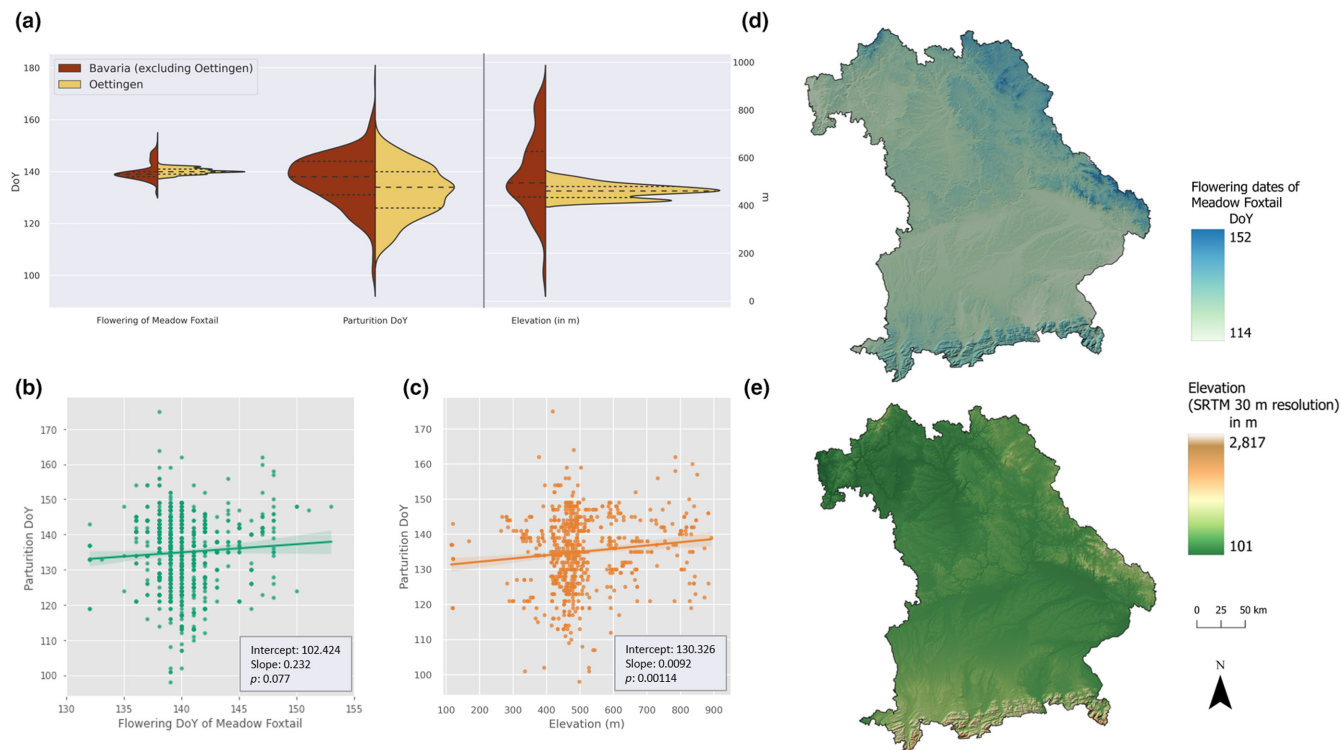 (a)
Bavaria (excluding Oettingen)
Oettingen
180
160
140
120
100
DoY
1000
800
600
400
200
0
m
Flowering of Meadow Foxtail
Parturition DoY
Elevation (in m)
(b)
170
160
150
140
130
120
110
100
Parturition DoY
Intercept: 102.424
Slope: 0.232
p: 0.077
130 135 140 145 150 155
Flowering DoY of Meadow Foxtail
(c)
170
160
150
140
130
120
110
100
Parturition DoY
Intercept: 130.326
Slope: 0.0092
p: 0.00114
100 200 300 400 500 600 700 800 900
Elevation (m)
(d)
Flowering dates of
Meadow Foxtail
DoY
152
114
(e)
Elevation
(SRTM 30 m resolution)
in m
2,817
101
0 25 50 km
N